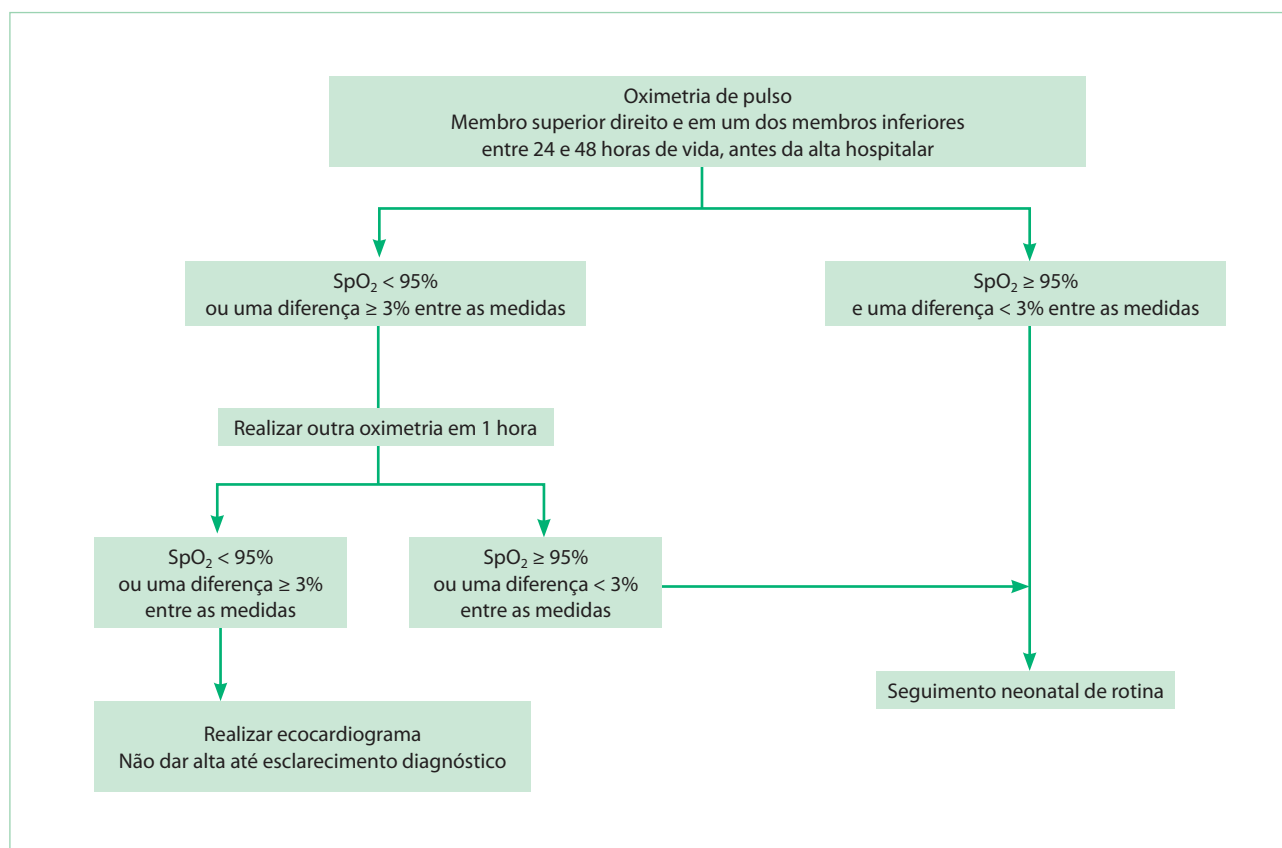 Oximetria de pulso
Membro superior direito e em um dos membros inferiores
entre 24 e 48 horas de vida, antes da alta hospitalar
SpO₂ < 95%
ou uma diferença ≥ 3% entre as medidas
SpO₂ ≥ 95%
e uma diferença < 3% entre as medidas
Realizar outra oximetria em 1 hora
SpO₂ < 95%
ou uma diferença ≥ 3%
entre as medidas
SpO₂ ≥ 95%
ou uma diferença < 3%
entre as medidas
Seguimento neonatal de rotina
Realizar ecocardiograma
Não dar alta até esclarecimento diagnóstico